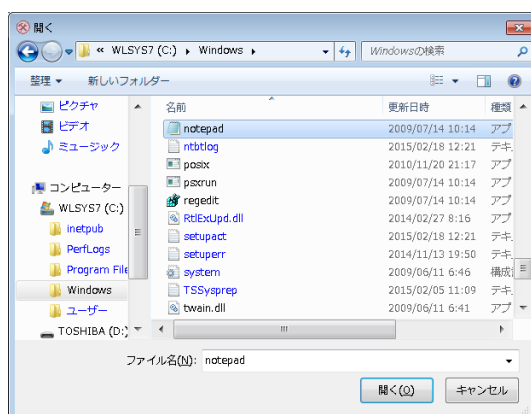 開く
« WLSYS7 (C:) ▸ Windows ▸
Windowsの検索
整理 ▼ 新しいフォルダー
ピクチャ
ビデオ
ミュージック
コンピューター
WLSYS7 (C:)
inetpub
PerfLogs
Program File
Windows
ユーザー
TOSHIBA (D:)
名前 更新日時 種類
notepad 2009/07/14 10:14 アプ
ntbtlog 2015/02/18 12:21 テキ
posix 2010/11/20 21:17 アプ
psxrun 2009/07/14 10:14 アプ
regedit 2009/07/14 10:14 アプ
RtlExUpd.dll 2014/02/27 8:16 アプ
setupact 2015/02/18 12:21 テキ
setuperr 2014/11/13 19:50 テキ
system 2009/06/11 6:46 構成
TSSysprep 2015/02/05 11:09 テキ
twain.dll 2009/06/11 6:41 アプ
ファイル名(N): notepad
開く(O) キャンセル